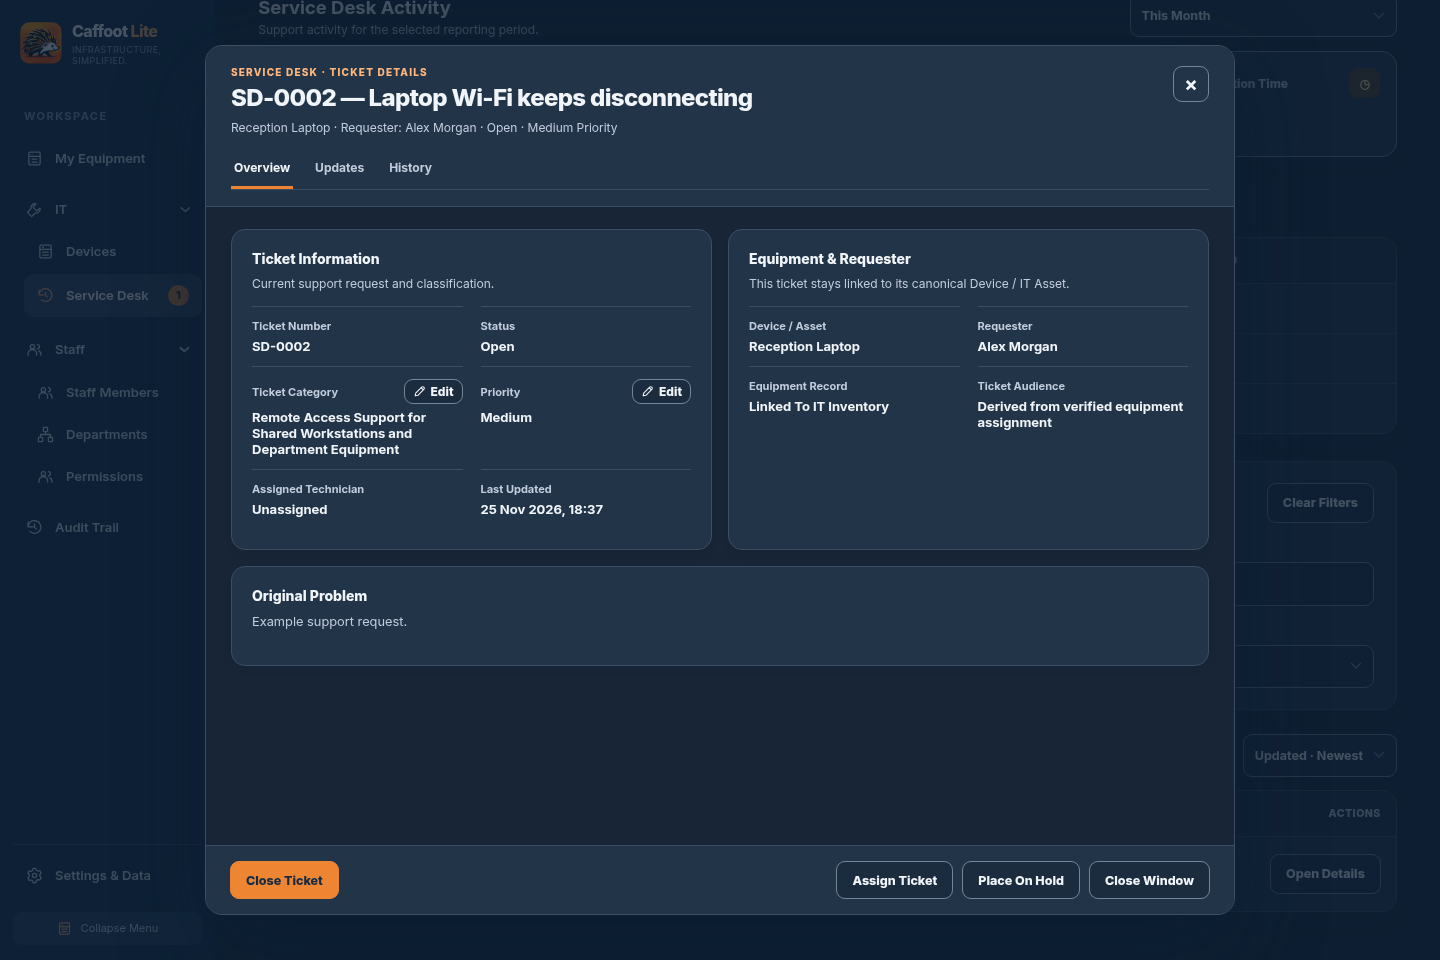 Caffoot Lite
INFRASTRUCTURE,
SIMPLIFIED.
WORKSPACE
My Equipment
IT
Devices
Service Desk 1
Staff
Staff Members
Departments
Permissions
Audit Trail
Settings & Data
Collapse Menu
Service Desk Activity
Support activity for the selected reporting period.
This Month
tion Time
SERVICE DESK · TICKET DETAILS
SD-0002 — Laptop Wi-Fi keeps disconnecting
Reception Laptop · Requester: Alex Morgan · Open · Medium Priority
Overview Updates History
Ticket Information
Current support request and classification.
Ticket Number
SD-0002
Status
Open
Ticket Category
Edit
Remote Access Support for
Shared Workstations and
Department Equipment
Priority
Edit
Medium
Assigned Technician
Unassigned
Last Updated
25 Nov 2026, 18:37
Equipment & Requester
This ticket stays linked to its canonical Device / IT Asset.
Device / Asset
Reception Laptop
Requester
Alex Morgan
Equipment Record
Linked To IT Inventory
Ticket Audience
Derived from verified equipment
assignment
Original Problem
Example support request.
Close Ticket
Assign Ticket
Place On Hold
Close Window
Clear Filters
Updated · Newest
ACTIONS
Open Details